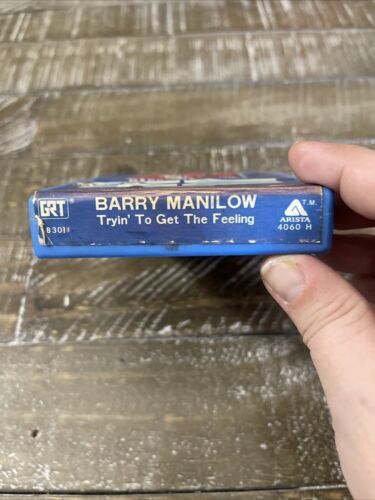 GRT
8301
BARRY MANILOW
Tryin' To Get The Feeling
T.M.
ARISTA
4060 H